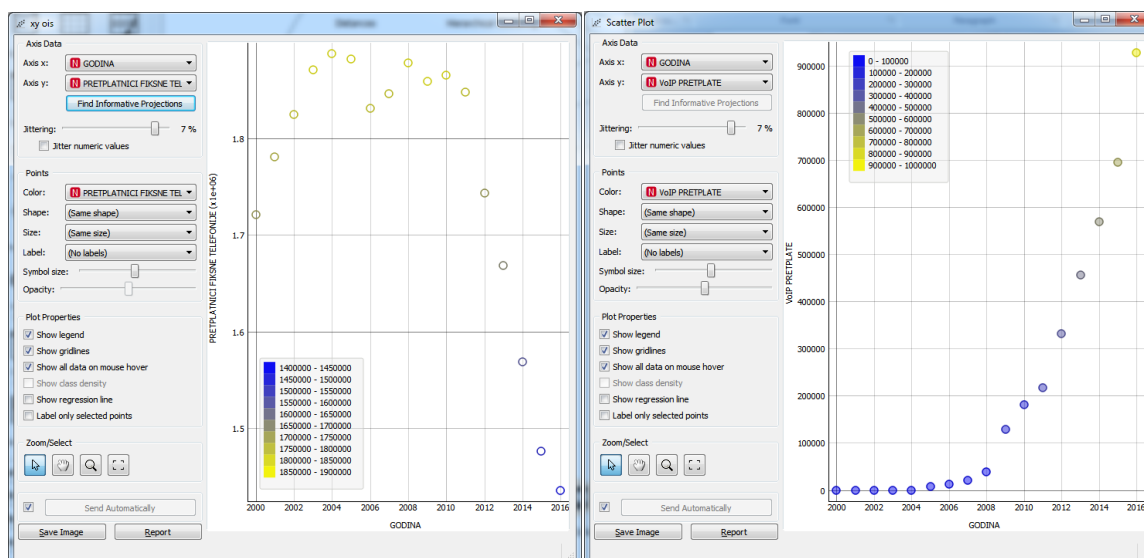 xy ois
Axis Data
Axis x: N GODINA
Axis y: N PRETPLATNICI FIKSNE TEL
Find Informative Projections
Jittering: 7 %
Jitter numeric values
Points
Color: N PRETPLATNICI FIKSNE TEL
Shape: (Same shape)
Size: (Same size)
Label: (No labels)
Symbol size:
Opacity:
Plot Properties
Show legend
Show gridlines
Show all data on mouse hover
Show class density
Show regression line
Label only selected points
Zoom/Select
Send Automatically
Save Image Report
PRETPLATNICI FIKSNE TELEFONIJE (x1e+06)
1.8
1.7
1.6
1.5
1400000 - 1450000
1450000 - 1500000
1500000 - 1550000
1550000 - 1600000
1600000 - 1650000
1650000 - 1700000
1700000 - 1750000
1750000 - 1800000
1800000 - 1850000
1850000 - 1900000
2000 2002 2004 2006 2008 2010 2012 2014 2016
GODINA
Scatter Plot
Axis Data
Axis x: N GODINA
Axis y: N VoIP PRETPLATE
Find Informative Projections
Jittering: 7 %
Jitter numeric values
Points
Color: N VoIP PRETPLATE
Shape: (Same shape)
Size: (Same size)
Label: (No labels)
Symbol size:
Opacity:
Plot Properties
Show legend
Show gridlines
Show all data on mouse hover
Show class density
Show regression line
Label only selected points
Zoom/Select
Send Automatically
Save Image Report
VoIP PRETPLATE
900000
800000
700000
600000
500000
400000
300000
200000
100000
0
0 - 100000
100000 - 200000
200000 - 300000
300000 - 400000
400000 - 500000
500000 - 600000
600000 - 700000
700000 - 800000
800000 - 900000
900000 - 1000000
2000 2002 2004 2006 2008 2010 2012 2014 2016
GODINA